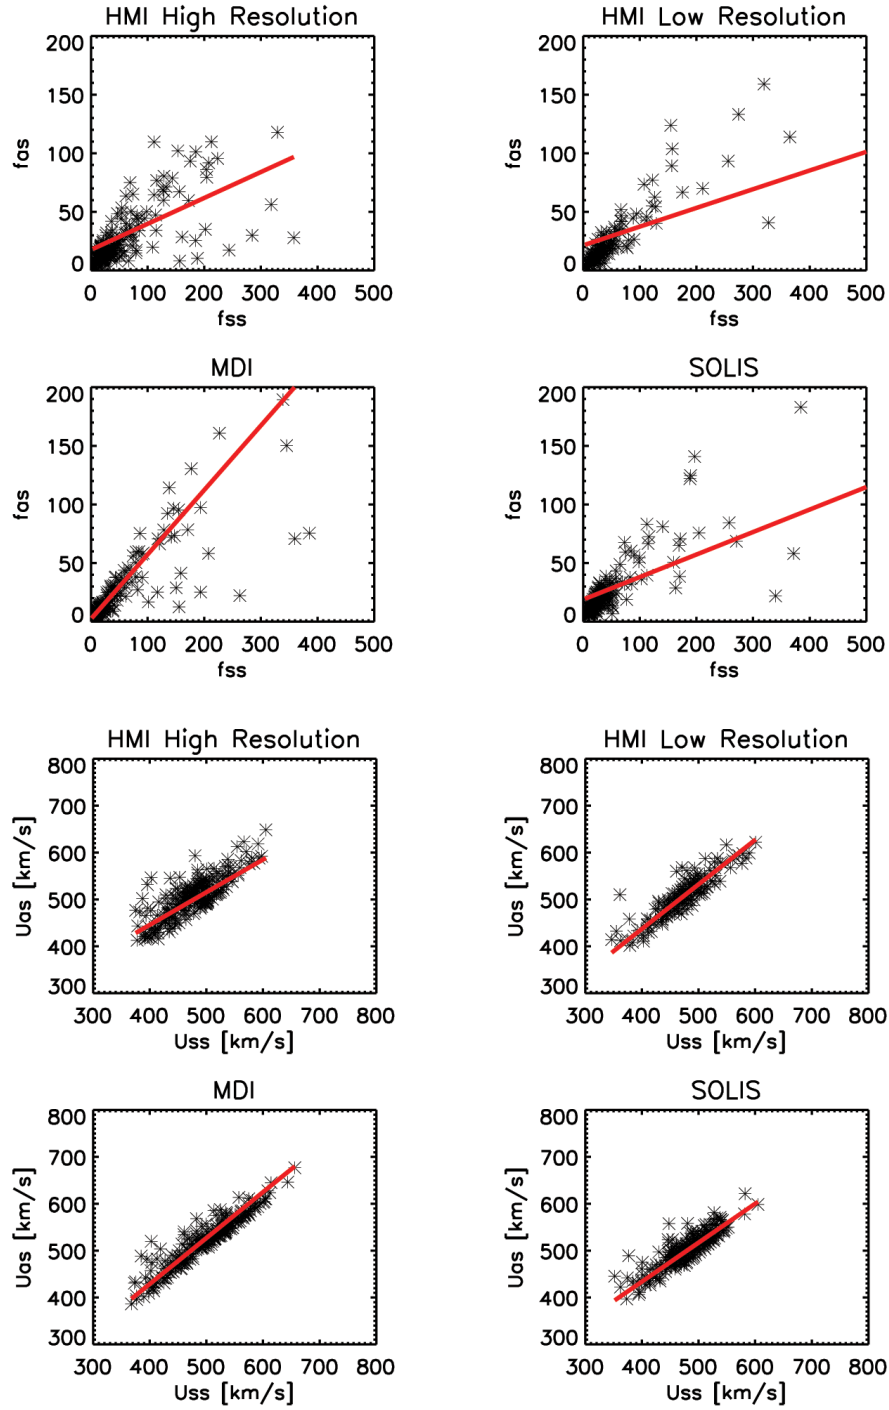 HMI High Resolution
HMI Low Resolution
200
150
100
50
0
fas
0 100 200 300 400 500
fss
200
150
100
50
0
fas
0 100 200 300 400 500
fss
MDI
SOLIS
200
150
100
50
0
fas
0 100 200 300 400 500
fss
200
150
100
50
0
fas
0 100 200 300 400 500
fss
HMI High Resolution
HMI Low Resolution
800
700
600
500
400
300
Uas [km/s]
300 400 500 600 700 800
Uss [km/s]
800
700
600
500
400
300
Uas [km/s]
300 400 500 600 700 800
Uss [km/s]
MDI
SOLIS
800
700
600
500
400
300
Uas [km/s]
300 400 500 600 700 800
Uss [km/s]
800
700
600
500
400
300
Uas [km/s]
300 400 500 600 700 800
Uss [km/s]